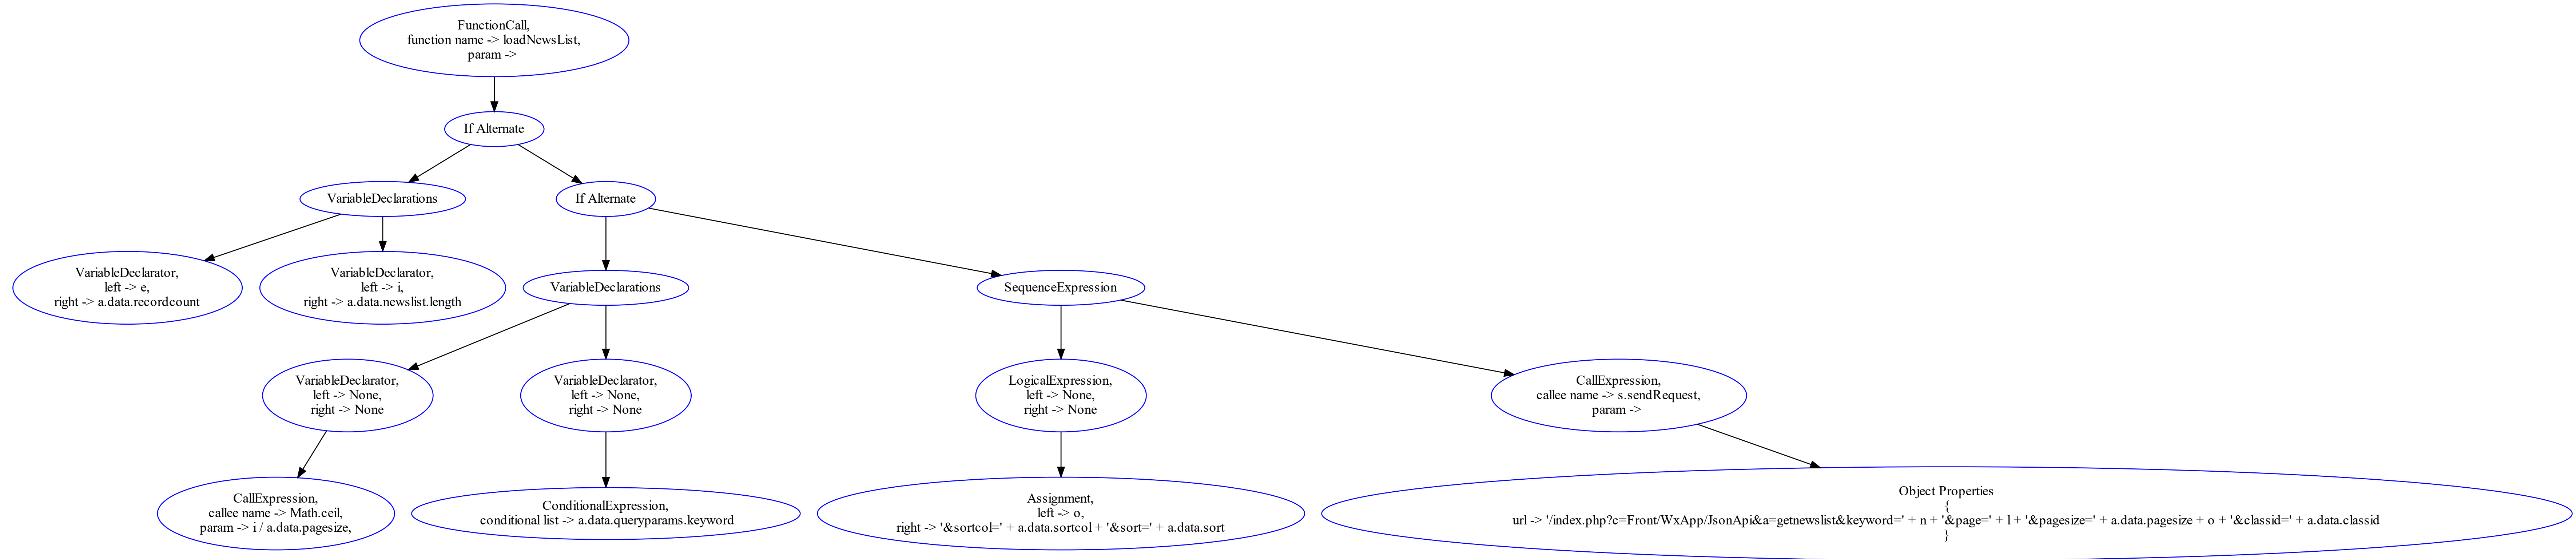 FunctionCall,
function name -> loadNewsList,
param ->
If Alternate
VariableDeclarations
If Alternate
VariableDeclarator,
left -> e,
right -> a.data.recordcount
VariableDeclarator,
left -> i,
right -> a.data.newslist.length
VariableDeclarations
SequenceExpression
VariableDeclarator,
left -> None,
right -> None
VariableDeclarator,
left -> None,
right -> None
LogicalExpression,
left -> None,
right -> None
CallExpression,
callee name -> s.sendRequest,
param ->
CallExpression,
callee name -> Math.ceil,
param -> i / a.data.pagesize,
ConditionalExpression,
conditional list -> a.data.queryparams.keyword
Assignment,
left -> o,
right -> '&sortcol=' + a.data.sortcol + '&sort=' + a.data.sort
Object Properties
{
url -> '/index.php?c=Front/WxApp/JsonApi&a=getnewslist&keyword=' + n + '&page=' + l + '&pagesize=' + a.data.pagesize + o + '&classid=' + a.data.classid
}